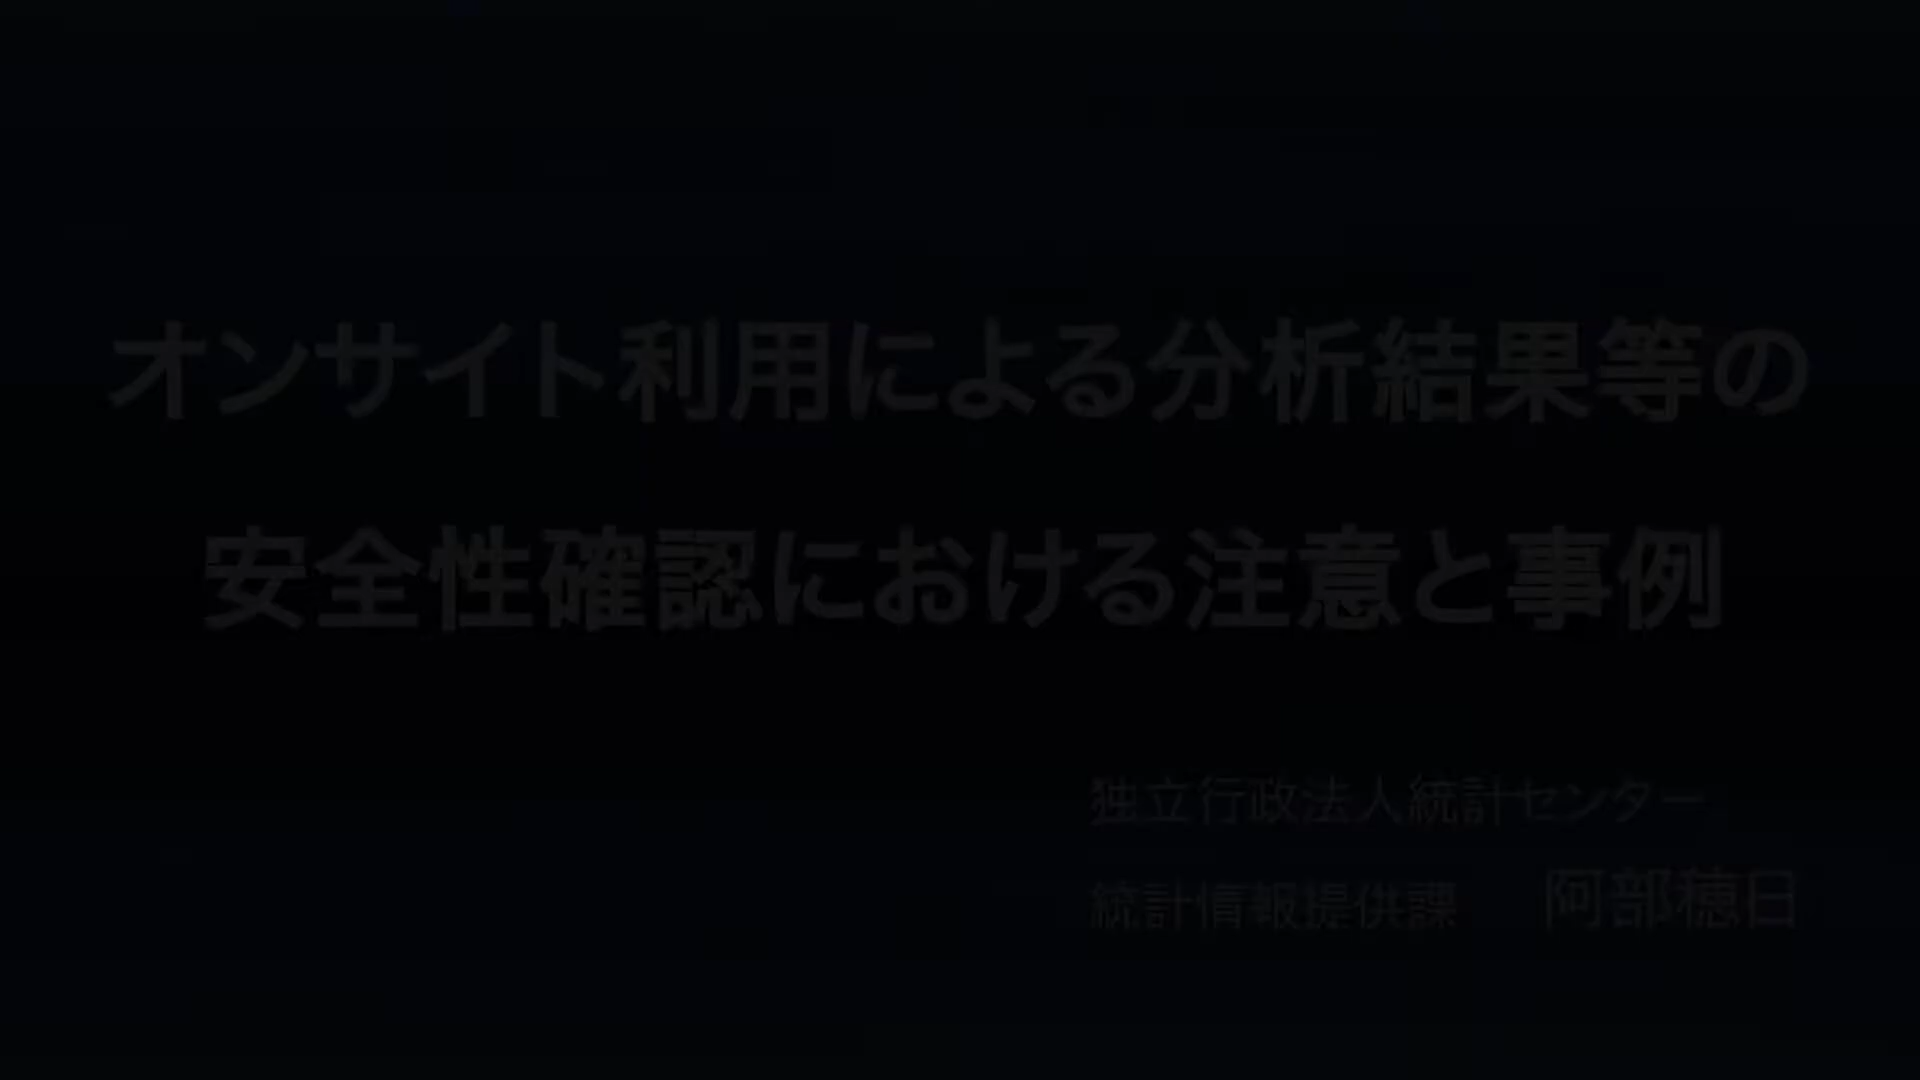 オンサイト利用による分析結果等の
安全性確認における注意と事例
独立行政法人統計センター
統計情報提供課 阿部穂日